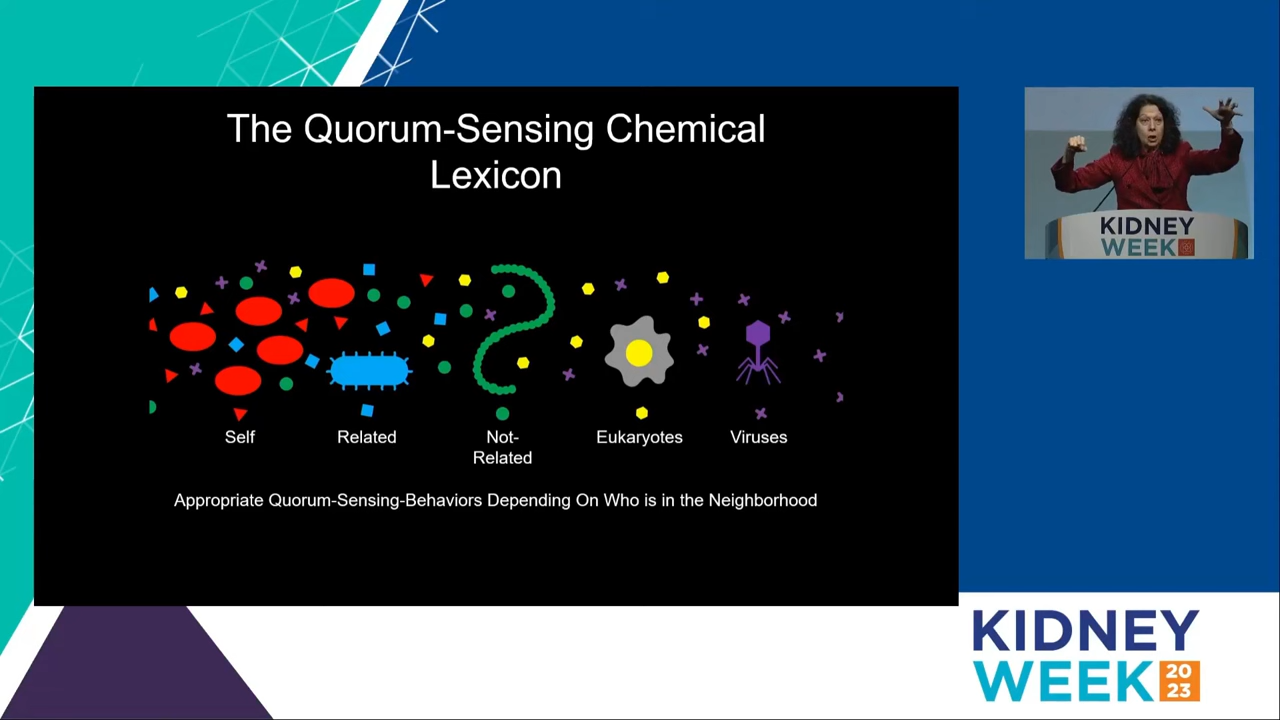 The Quorum-Sensing Chemical
Lexicon
Self
Related
Not-
Related
Eukaryotes
Viruses
Appropriate Quorum-Sensing-Behaviors Depending On Who is in the Neighborhood
KIDNEY
WEEK
KIDNEY
WEEK 20
23